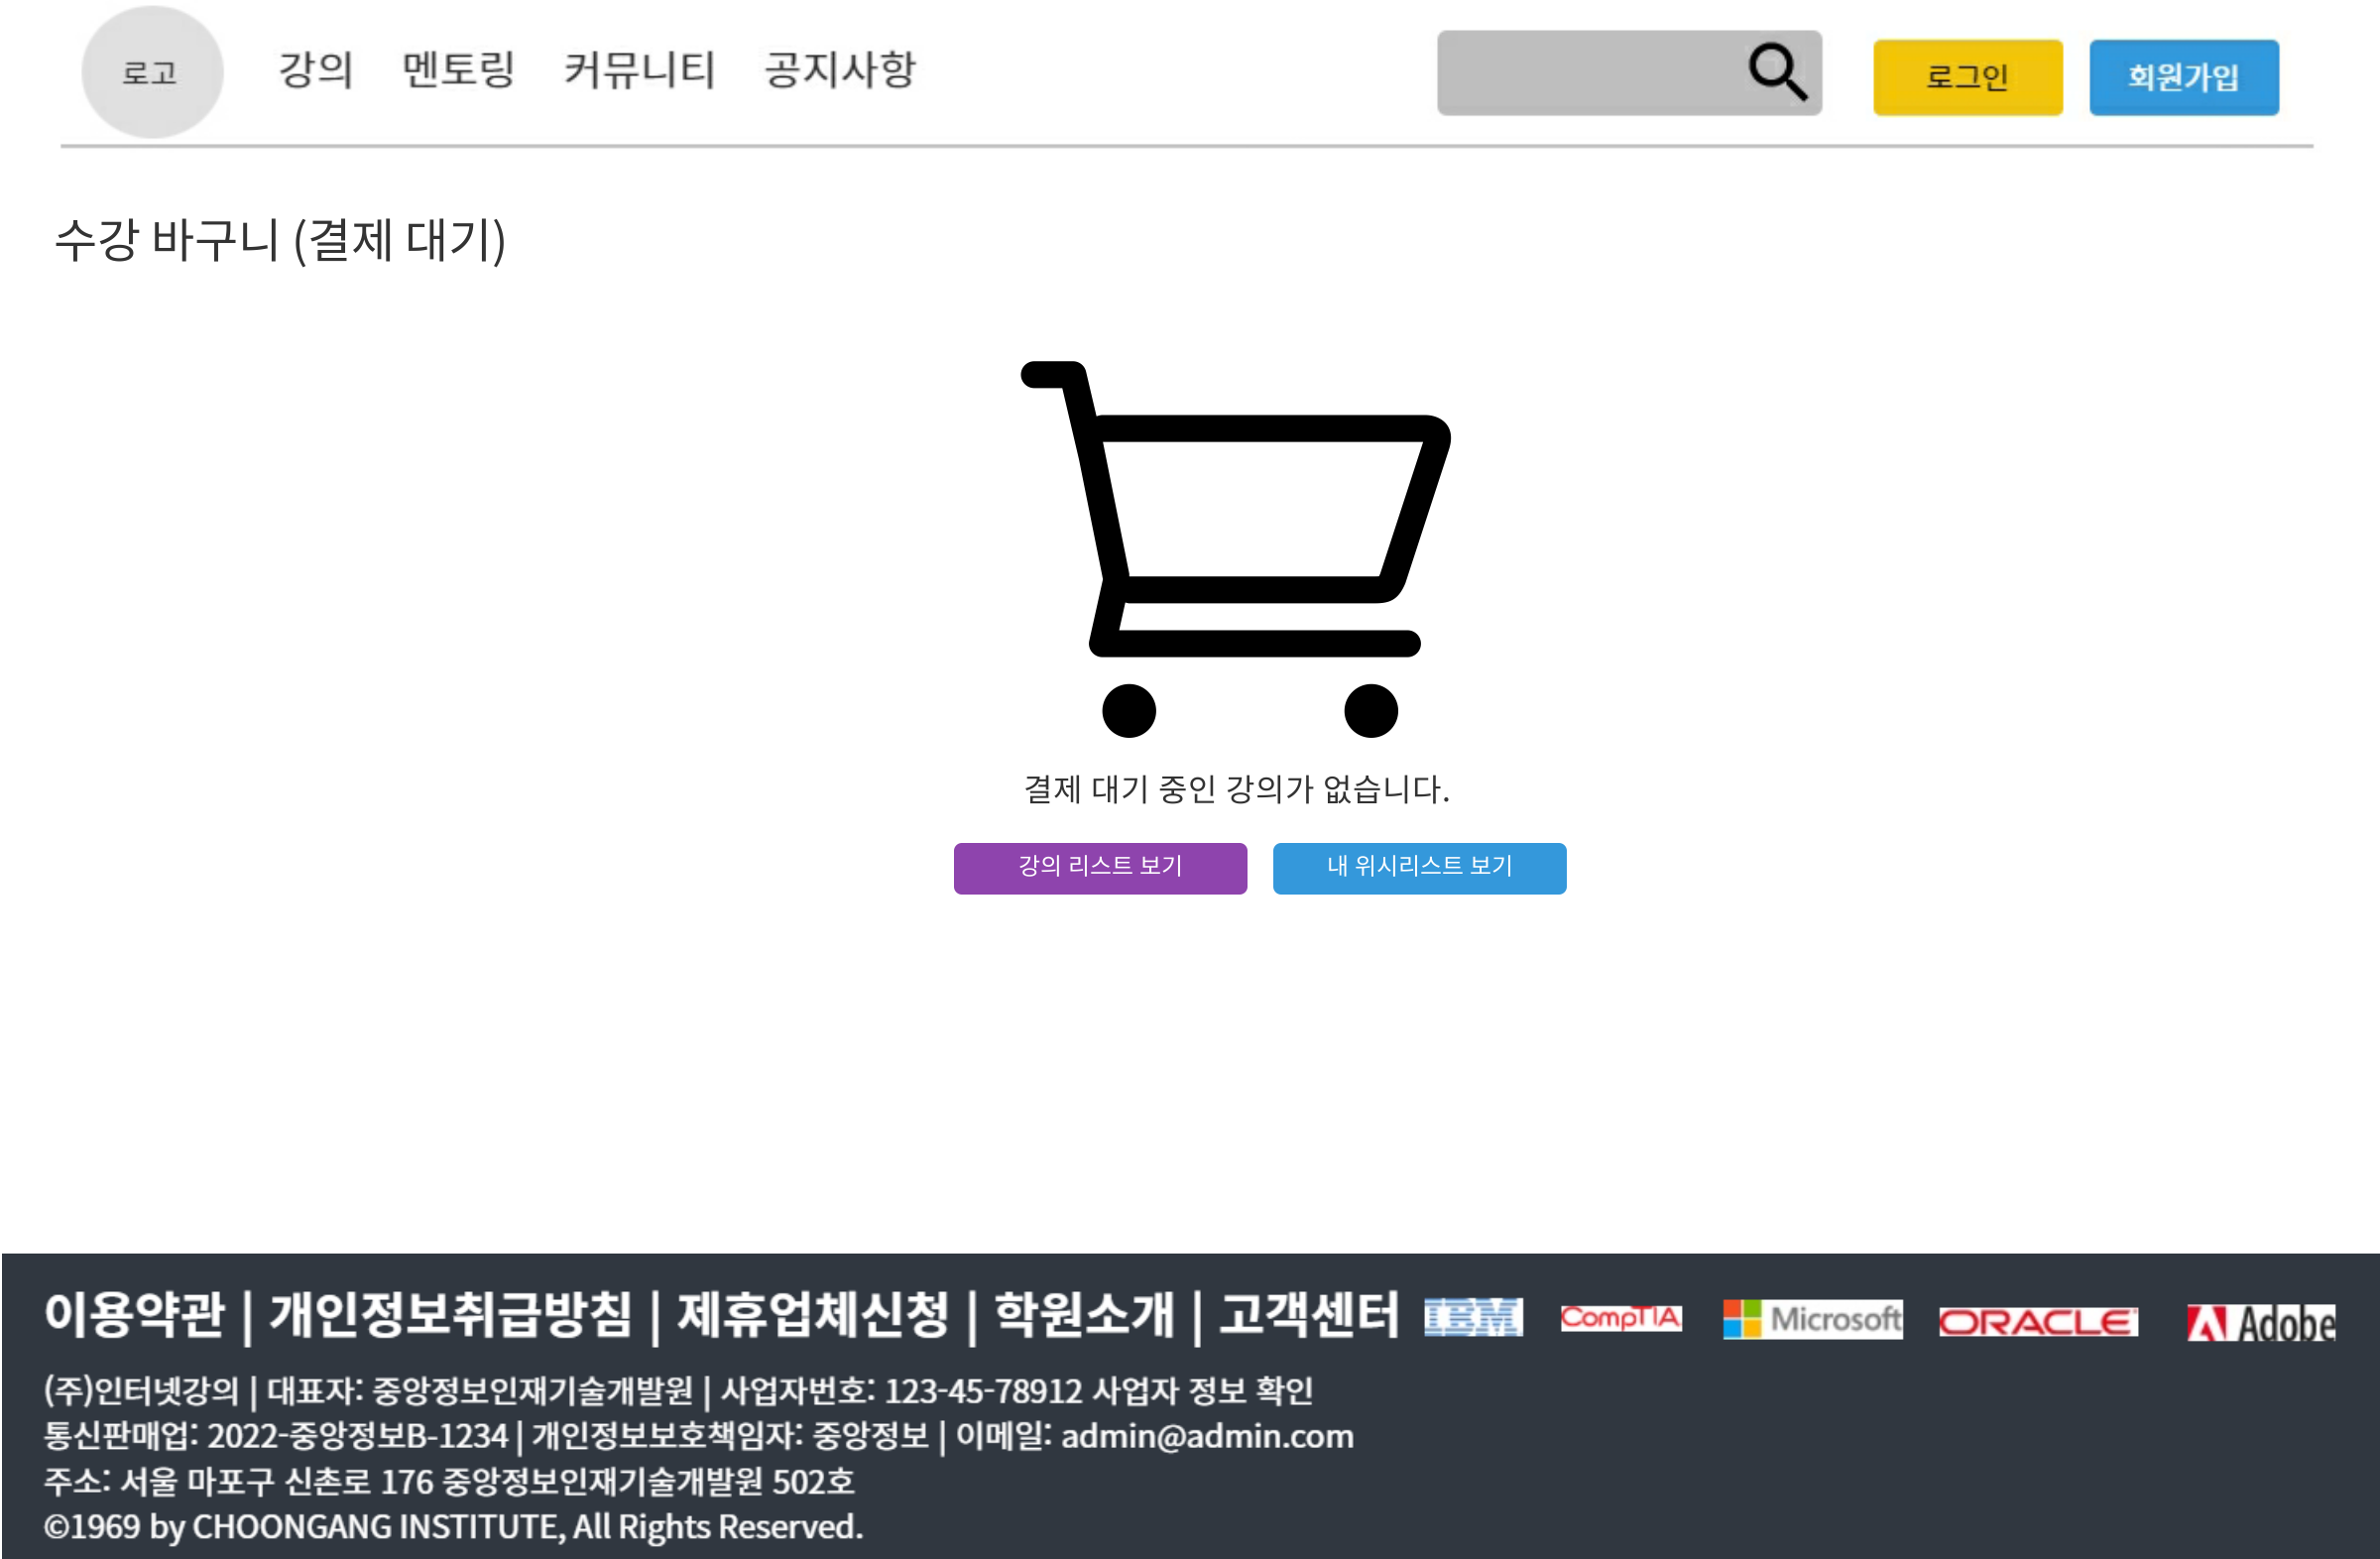 로고 강의 멘토링 커뮤니티 공지사항 로그인 회원가입
수강 바구니 (결제 대기)
결제 대기 중인 강의가 없습니다.
강의 리스트 보기 내 위시리스트 보기
이용약관 | 개인정보취급방침 | 제휴업체신청 | 학원소개 | 고객센터 IBM CompTIA Microsoft ORACLE Adobe
(주)인터넷강의 | 대표자: 중앙정보인재기술개발원 | 사업자번호: 123-45-78912 사업자 정보 확인
통신판매업: 2022-중앙정보B-1234 | 개인정보보호책임자: 중앙정보 | 이메일: admin@admin.com
주소: 서울 마포구 신촌로 176 중앙정보인재기술개발원 502호
©1969 by CHOONGANG INSTITUTE, All Rights Reserved.